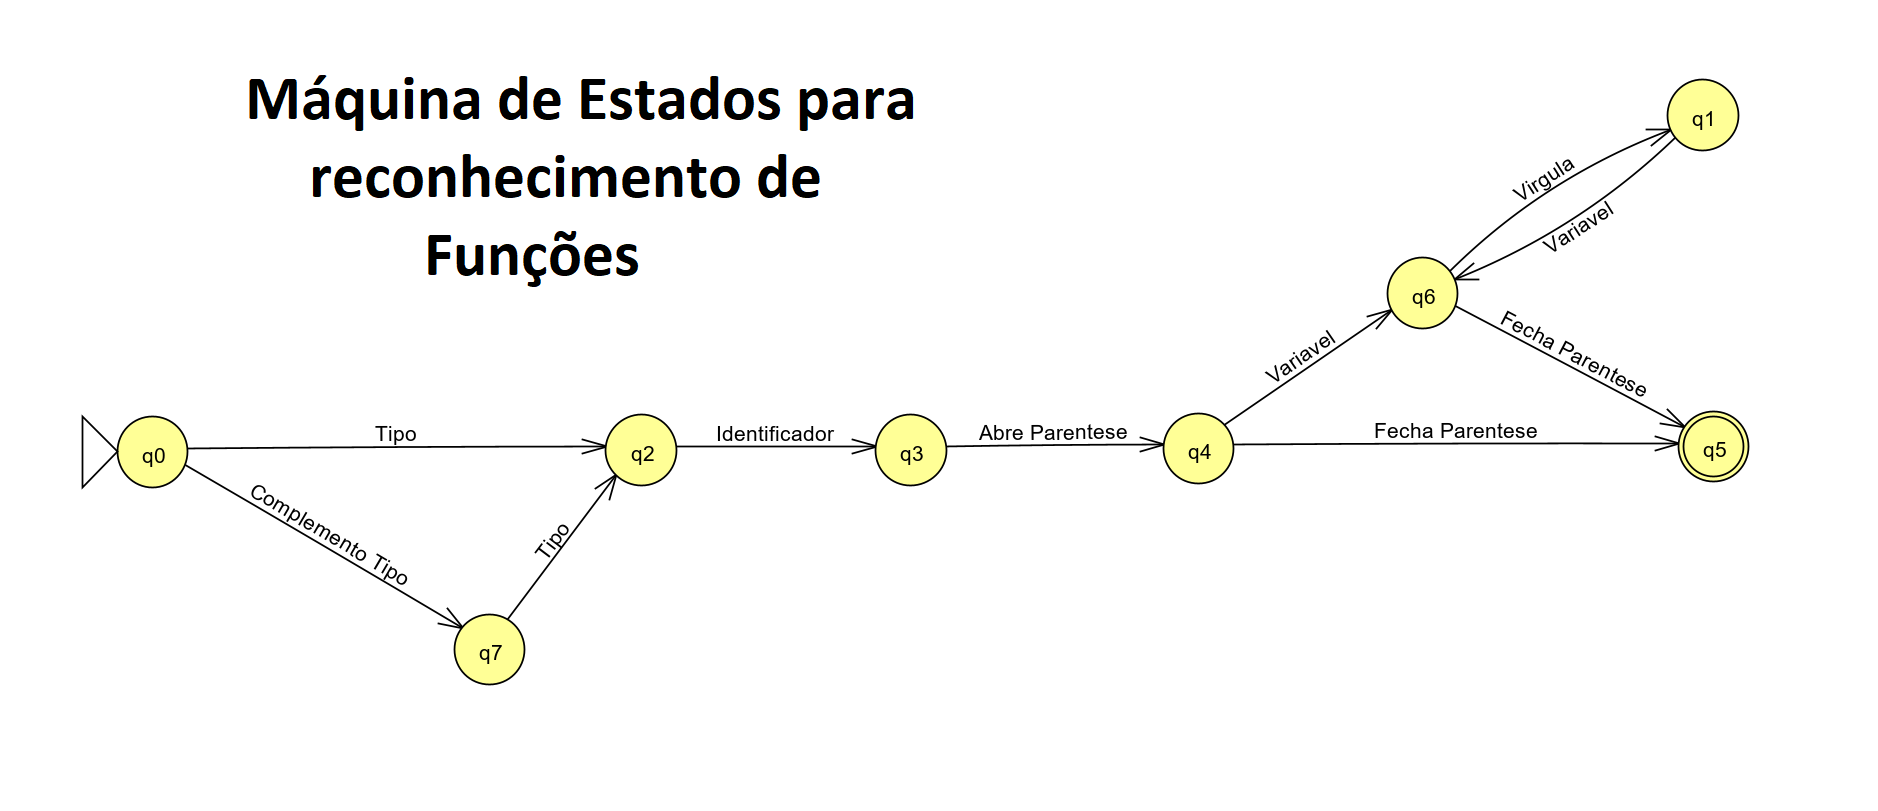 Máquina de Estados para
reconhecimento de
Funções
q1
Virgula
Variavel
q6
Fecha Parentese
Variavel
q0
Tipo
q2
Identificador
q3
Abre Parentese
q4
Fecha Parentese
q5
Complemento Tipo
Tipo
q7